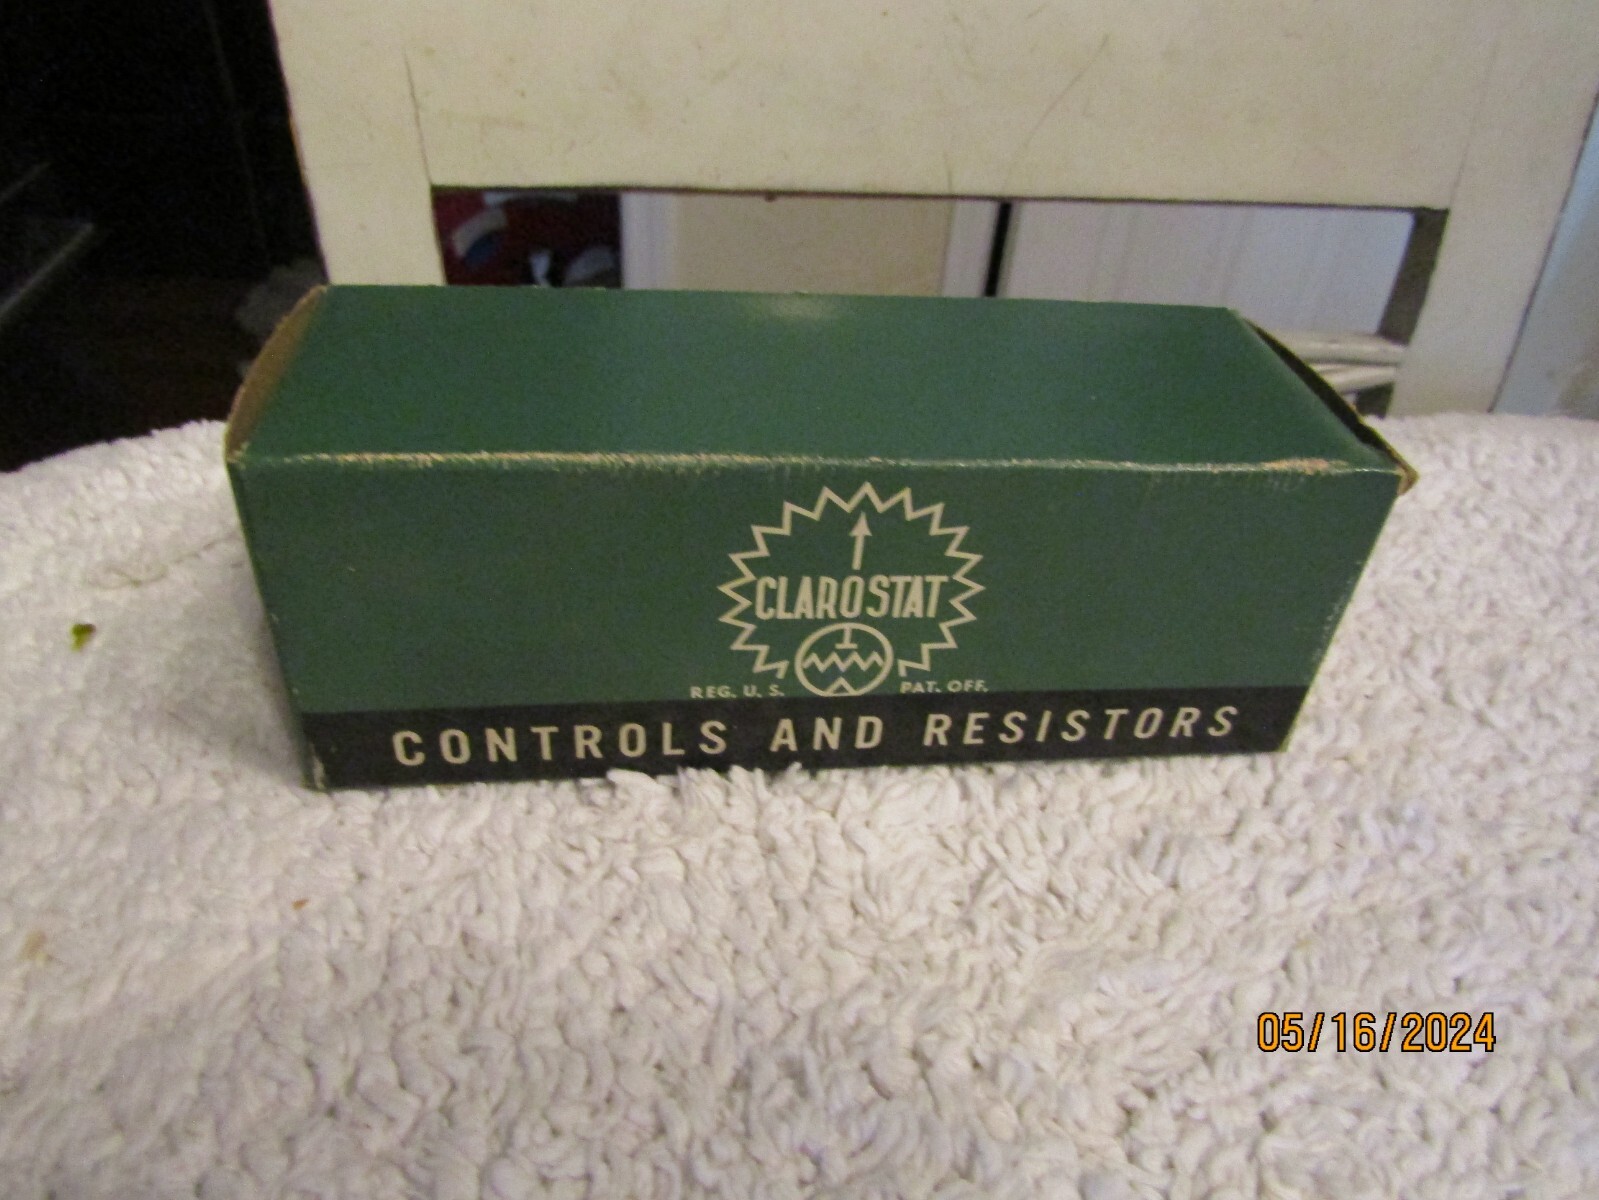 CLAROSTAT
REG. U. S. PAT. OFF.
CONTROLS AND RESISTORS
05/16/2024